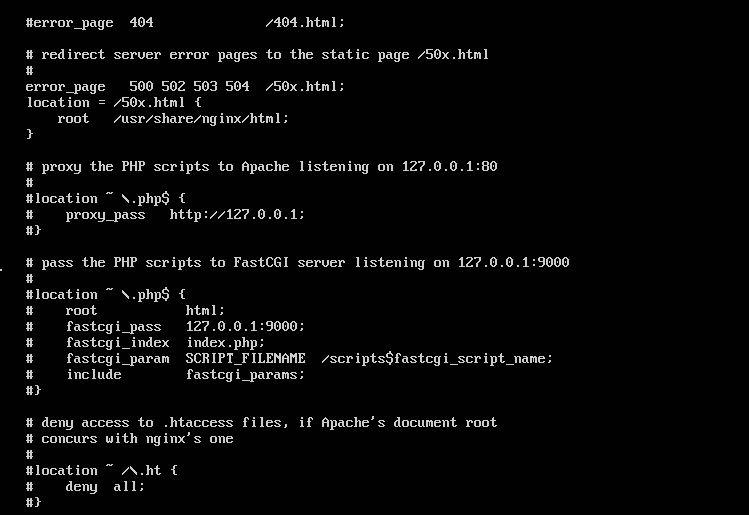 #error_page  404              /404.html;

# redirect server error pages to the static page /50x.html
#
error_page   500 502 503 504  /50x.html;
location = /50x.html {
    root   /usr/share/nginx/html;
}

# proxy the PHP scripts to Apache listening on 127.0.0.1:80
#
#location ~ \.php$ {
#    proxy_pass   http://127.0.0.1;
#}

# pass the PHP scripts to FastCGI server listening on 127.0.0.1:9000
#
#location ~ \.php$ {
#    root           html;
#    fastcgi_pass   127.0.0.1:9000;
#    fastcgi_index  index.php;
#    fastcgi_param  SCRIPT_FILENAME  /scripts$fastcgi_script_name;
#    include        fastcgi_params;
#}

# deny access to .htaccess files, if Apache's document root
# concurs with nginx's one
#
#location ~ /\.ht {
#    deny  all;
#}